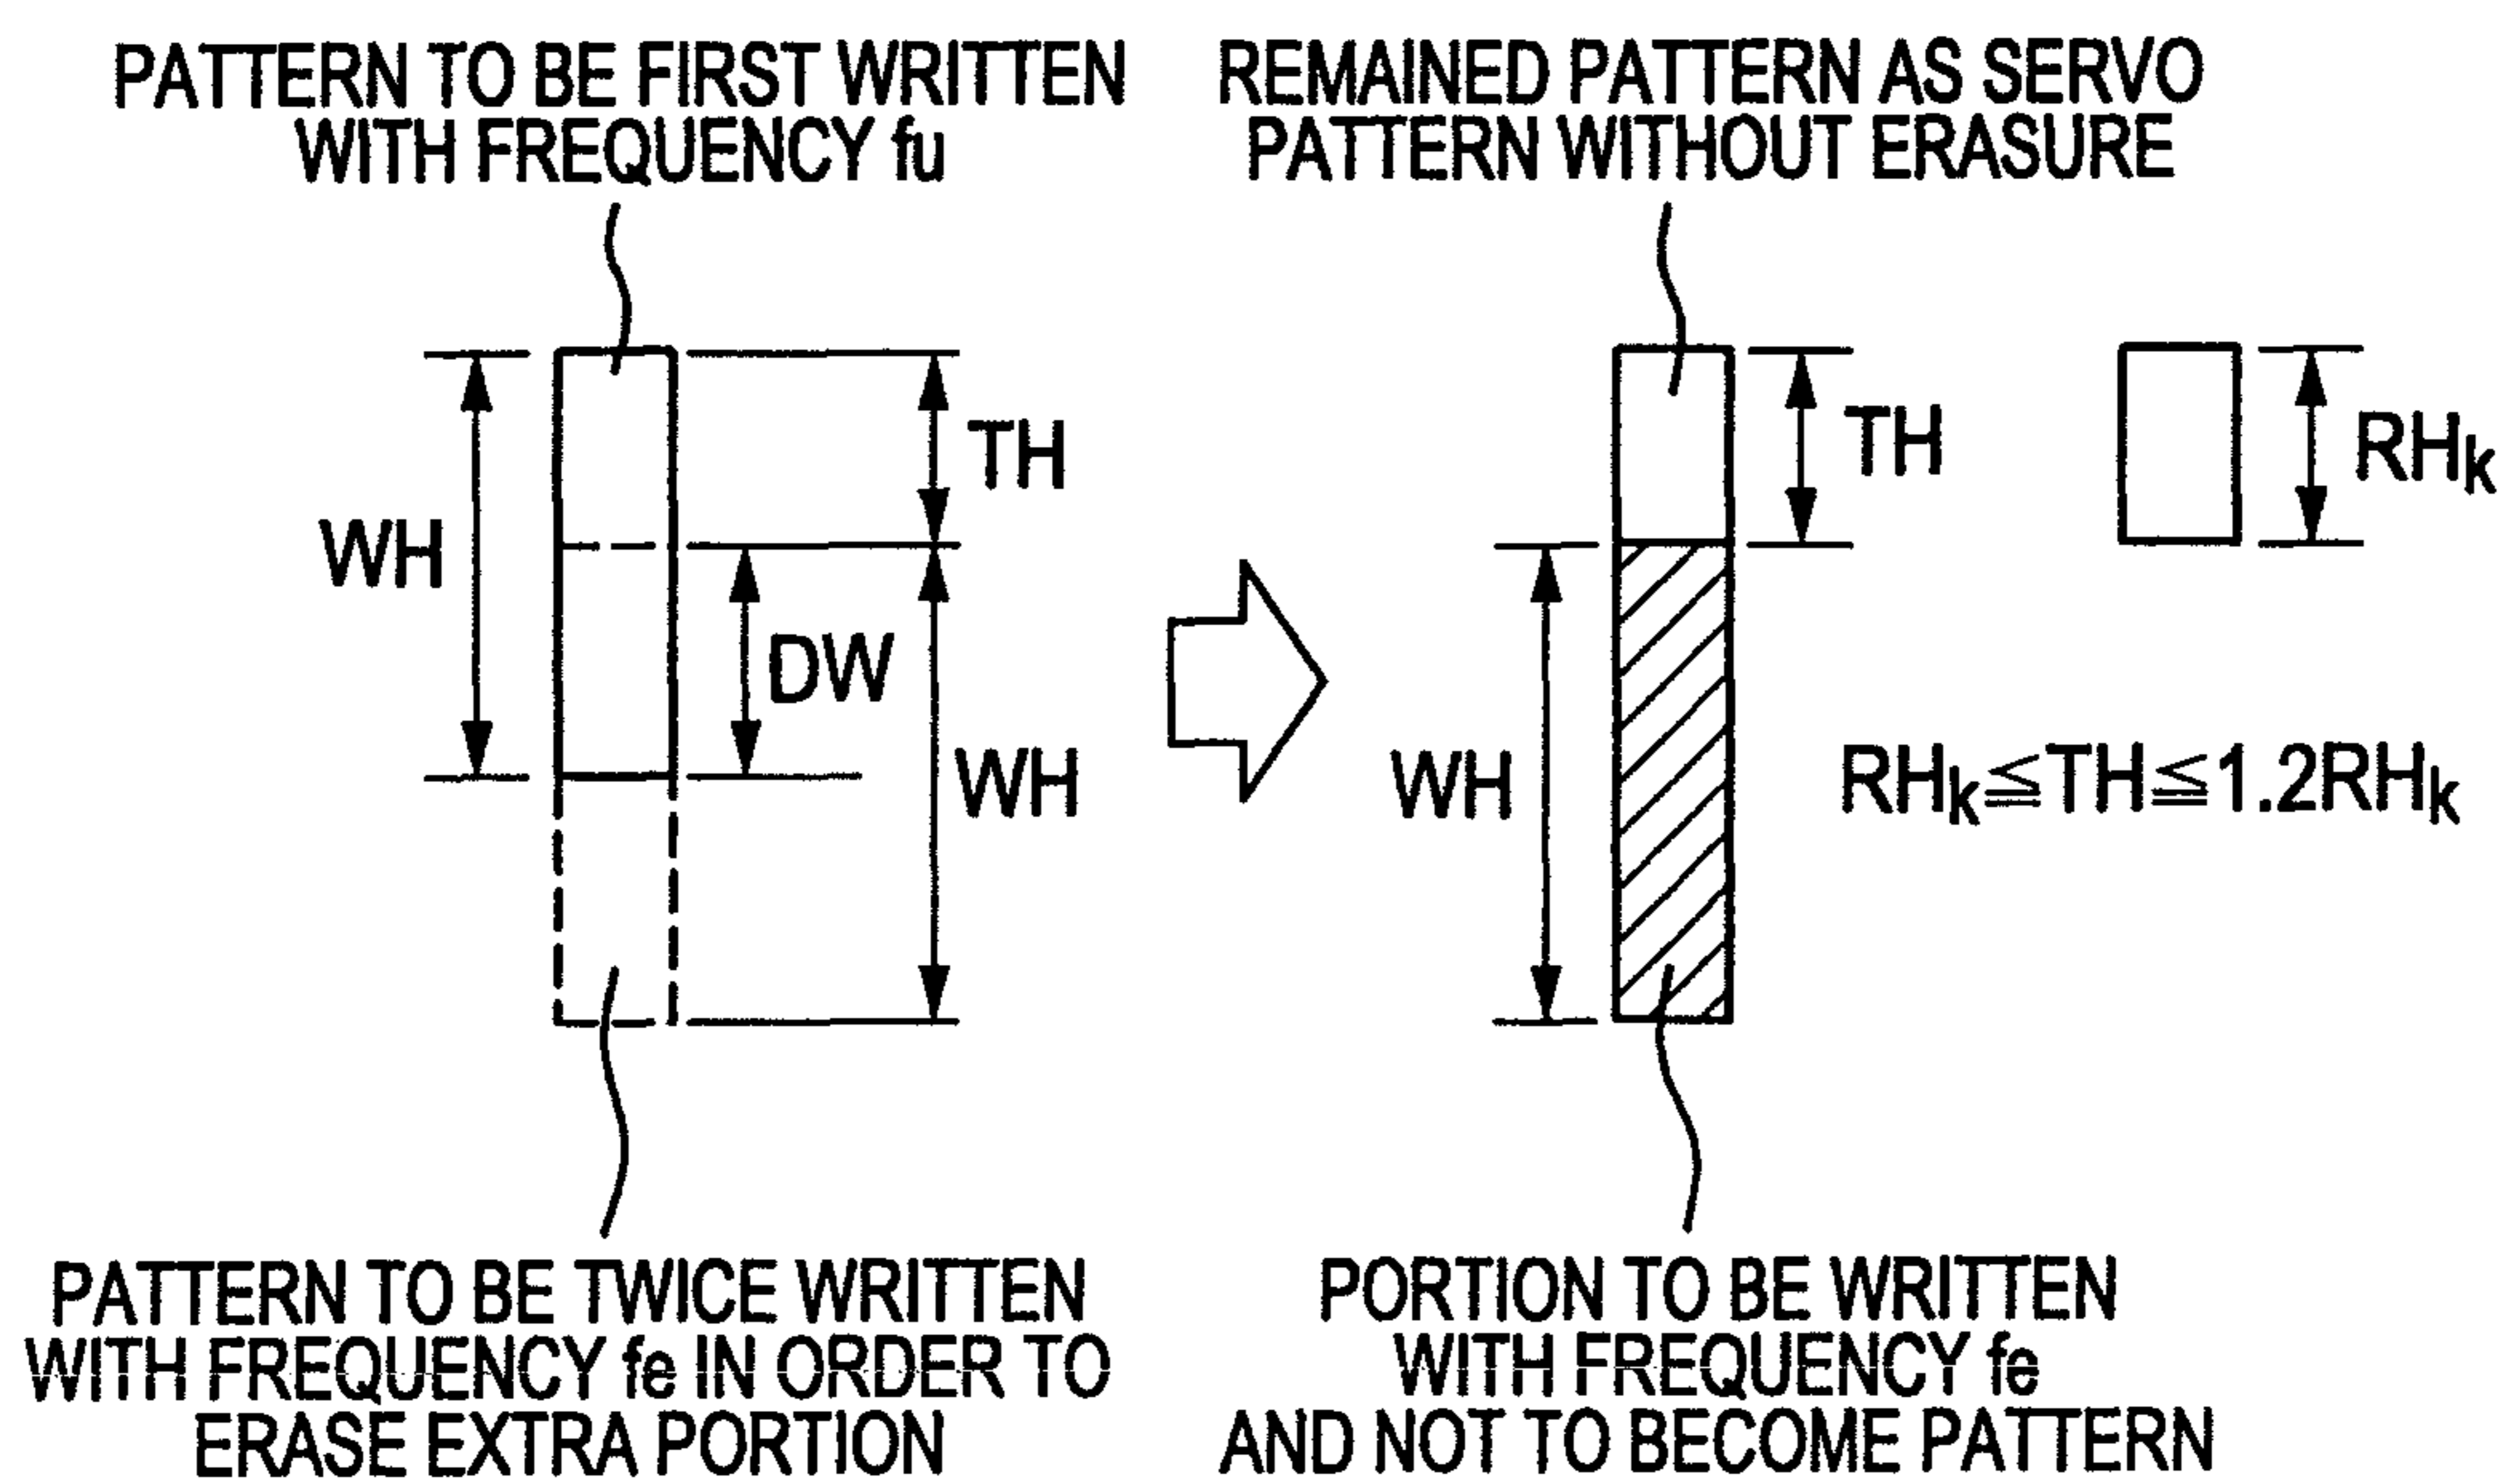 PATTERN TO BE FIRST WRITTEN
WITH FREQUENCY fu
REMAINED PATTERN AS SERVO
PATTERN WITHOUT ERASURE
WH
TH
DW
WH
TH
RHk
WH
RHk≦TH≦1.2RHk
PATTERN TO BE TWICE WRITTEN
WITH FREQUENCY fe IN ORDER TO
ERASE EXTRA PORTION
PORTION TO BE WRITTEN
WITH FREQUENCY fe
AND NOT TO BECOME PATTERN